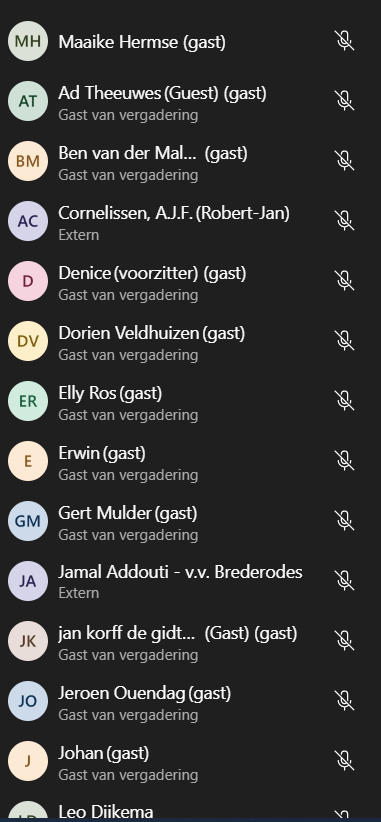 MH Maaike Hermse (gast)
AT Ad Theeuwes (Guest) (gast)
Gast van vergadering
BM Ben van der Mal... (gast)
Gast van vergadering
AC Cornelissen, A.J.F. (Robert-Jan)
Extern
D Denice (voorzitter) (gast)
Gast van vergadering
DV Dorien Veldhuizen (gast)
Gast van vergadering
ER Elly Ros (gast)
Gast van vergadering
E Erwin (gast)
Gast van vergadering
GM Gert Mulder (gast)
Gast van vergadering
JA Jamal Addouti - v.v. Brederodes
Extern
JK jan korff de gidt... (Gast) (gast)
Gast van vergadering
JO Jeroen Ouendag (gast)
Gast van vergadering
J Johan (gast)
Gast van vergadering
LD Leo Dijkema